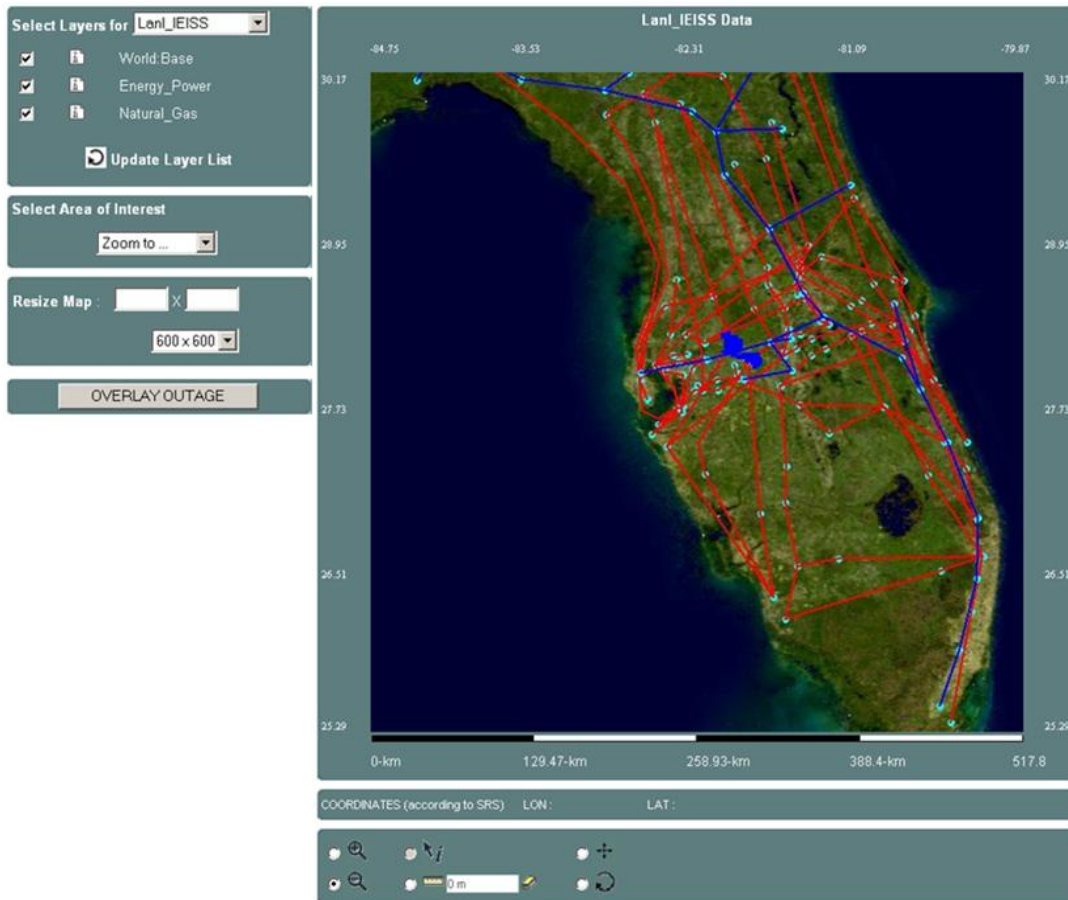 Select Layers for Lanl_IEISS
World:Base
Energy_Power
Natural_Gas
Update Layer List
Select Area of Interest
Zoom to ...
Resize Map : X
600 x 600
OVERLAY OUTAGE
Lanl_IEISS Data
-84.75 -83.53 -82.31 -81.09 -79.87
30.17 30.17
28.95 28.95
27.73 27.73
26.51 26.51
25.29 25.29
0-km 129.47-km 258.93-km 388.4-km 517.8
COORDINATES (according to SRS) LON : LAT :
0 m